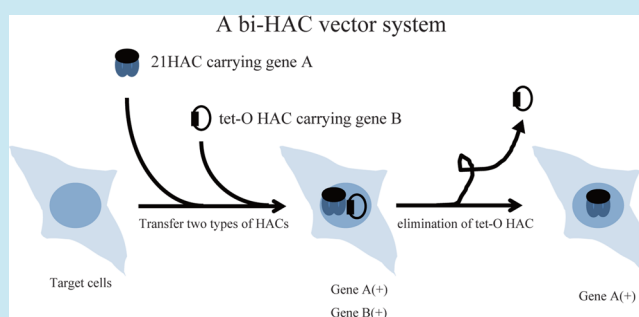 A bi-HAC vector system
21HAC carrying gene A
tet-O HAC carrying gene B
Transfer two types of HACs
elimination of tet-O HAC
Target cells
Gene A(+)
Gene B(+)
Gene A(+)